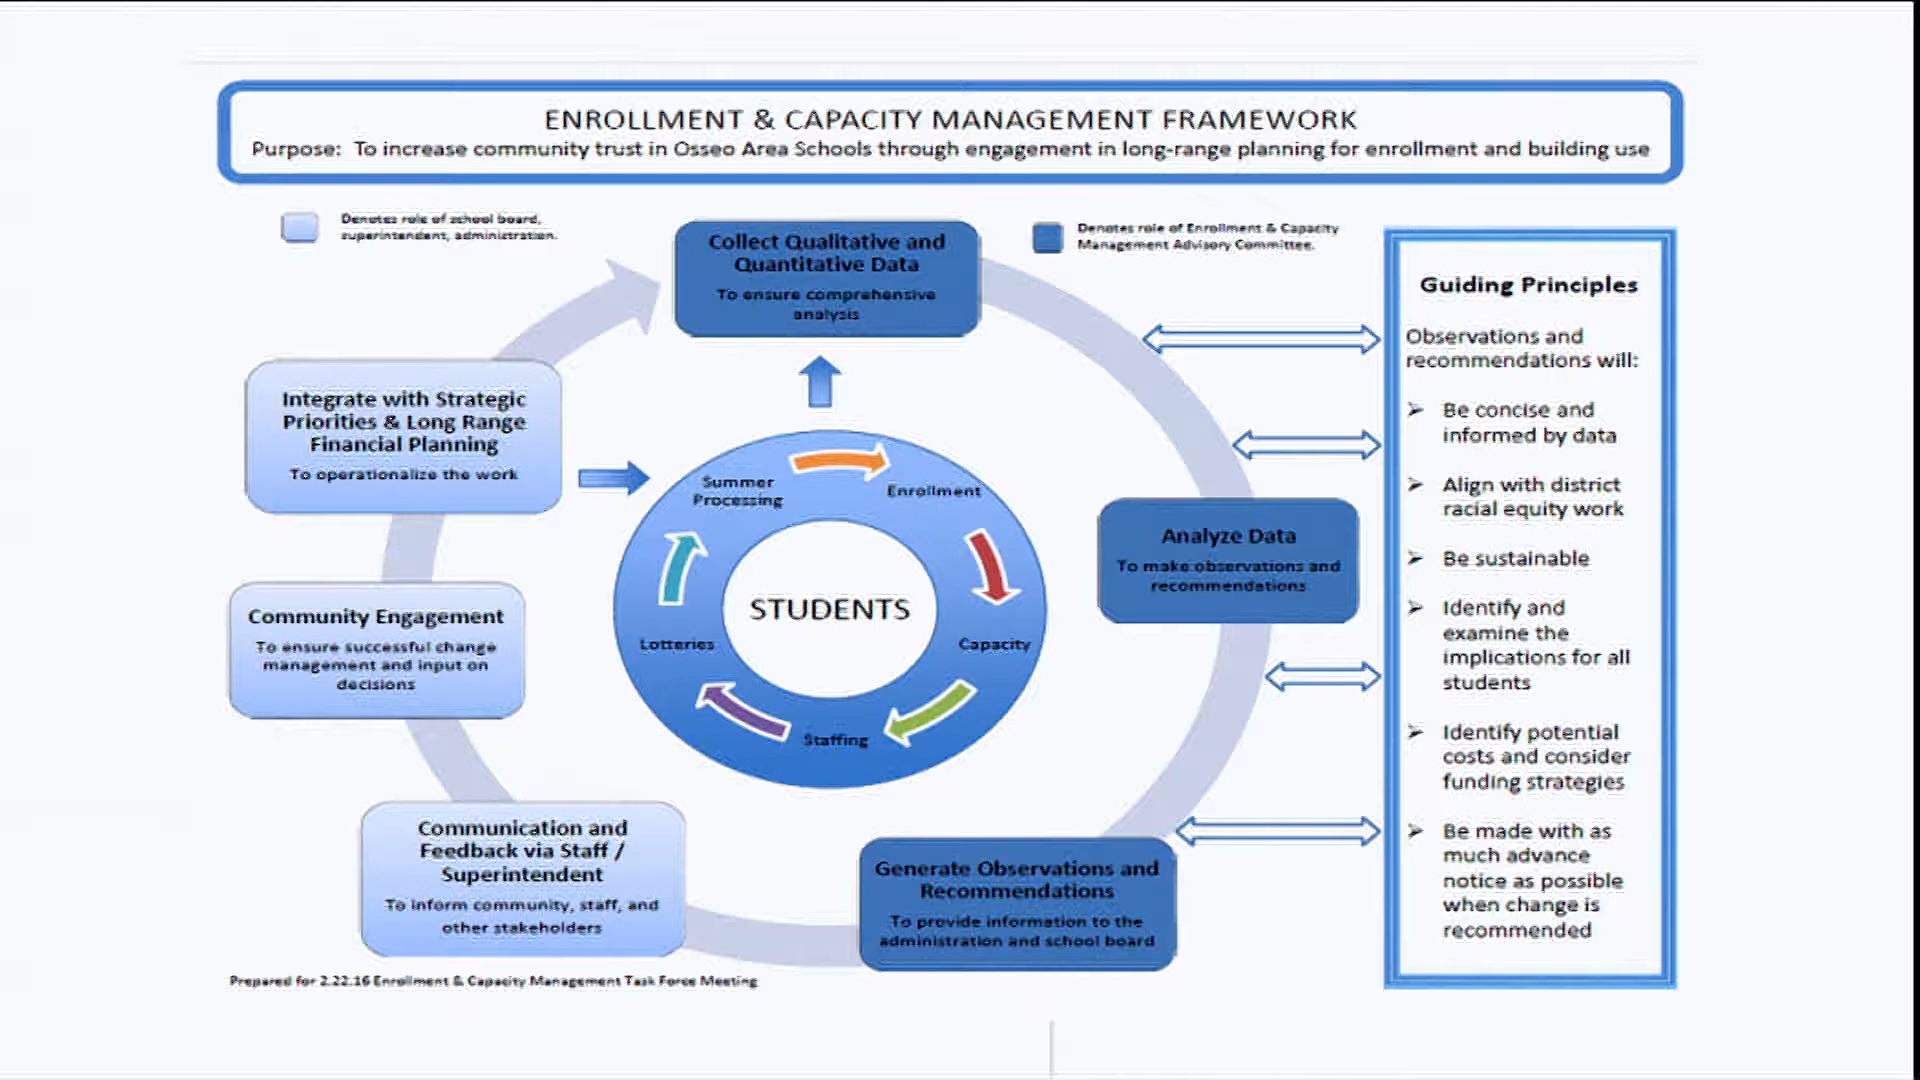 ENROLLMENT & CAPACITY MANAGEMENT FRAMEWORK
Purpose: To increase community trust in Osseo Area Schools through engagement in long-range planning for enrollment and building use
Denotes role of school board,
superintendent, administration.
Collect Qualitative and
Quantitative Data
To ensure comprehensive
analysis
Denotes role of Enrollment & Capacity
Management Advisory Committee.
Integrate with Strategic
Priorities & Long Range
Financial Planning
To operationalize the work
Community Engagement
To ensure successful change
management and input on
decisions
Communication and
Feedback via Staff /
Superintendent
To inform community, staff, and
other stakeholders
Summer
Processing
Enrollment
Capacity
Staffing
Lotteries
STUDENTS
Analyze Data
To make observations and
recommendations
Generate Observations and
Recommendations
To provide information to the
administration and school board
Guiding Principles
Observations and
recommendations will:
➢ Be concise and
informed by data
➢ Align with district
racial equity work
➢ Be sustainable
➢ Identify and
examine the
implications for all
students
➢ Identify potential
costs and consider
funding strategies
➢ Be made with as
much advance
notice as possible
when change is
recommended
Prepared for 2.22.16 Enrollment & Capacity Management Task Force Meeting